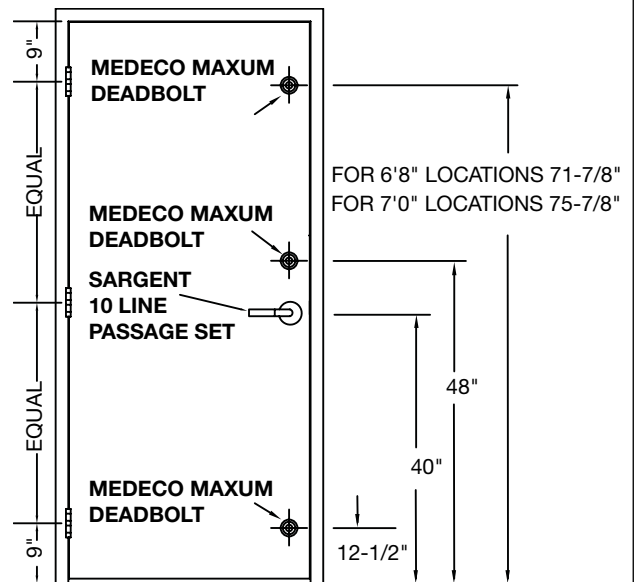 9"
MEDECO MAXUM
DEADBOLT
EQUAL
FOR 6'8" LOCATIONS 71-7/8"
FOR 7'0" LOCATIONS 75-7/8"
MEDECO MAXUM
DEADBOLT
SARGENT
10 LINE
PASSAGE SET
48"
EQUAL
40"
MEDECO MAXUM
DEADBOLT
9"
12-1/2"